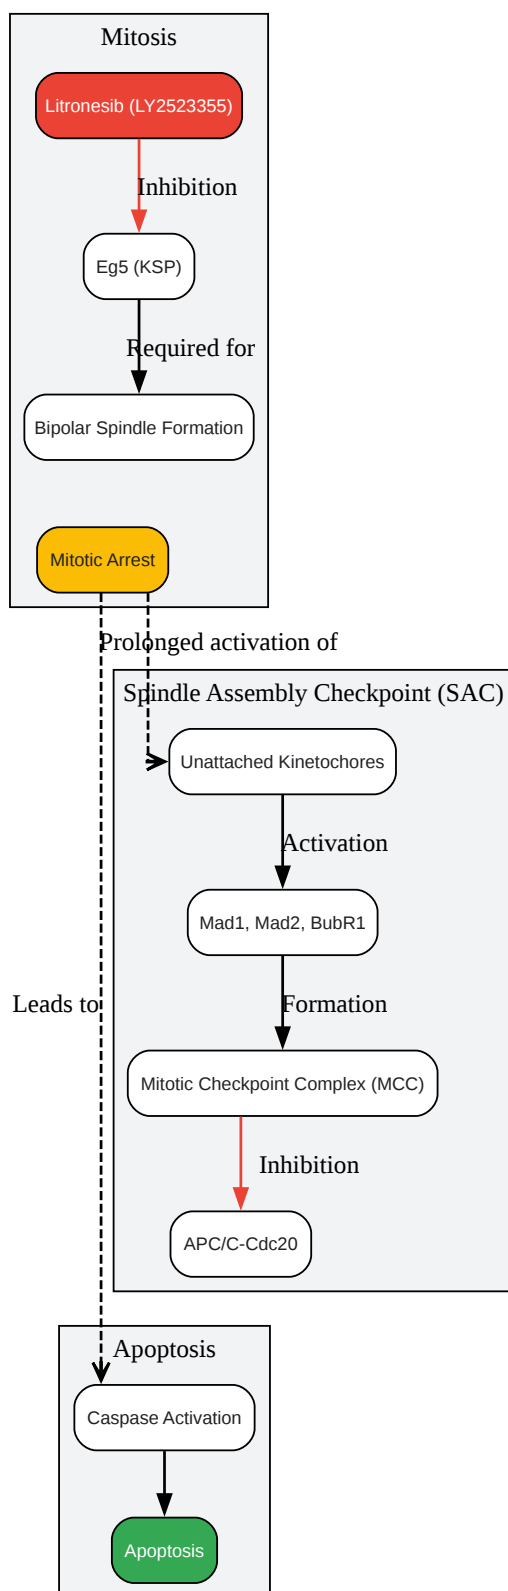 Mitosis
Litronesib (LY2523355)
Inhibition
Eg5 (KSP)
Required for
Bipolar Spindle Formation
Mitotic Arrest
Prolonged activation of
Spindle Assembly Checkpoint (SAC)
Unattached Kinetochores
Activation
Mad1, Mad2, BubR1
Leads to
Formation
Mitotic Checkpoint Complex (MCC)
Inhibition
APC/C-Cdc20
Apoptosis
Caspase Activation
Apoptosis